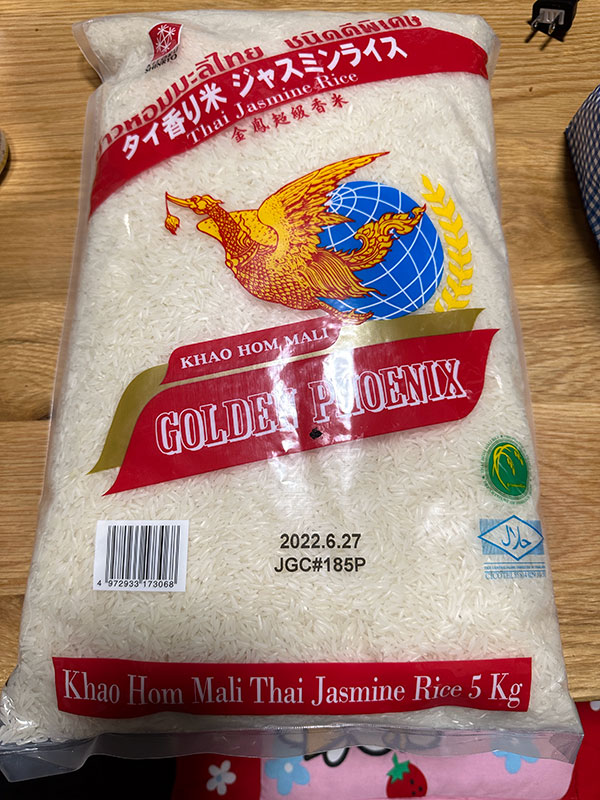 ข้าวหอมมะลิไทย ชนิดดีพิเศษ
タイ香り米 ジャスミンライス
Thai Jasmine Rice
金鳳超級香米
KHAO HOM MALI
GOLDEN PHOENIX
2022.6.27
JGC#185P
4 972933 173068
حلال
Khao Hom Mali Thai Jasmine Rice 5 Kg